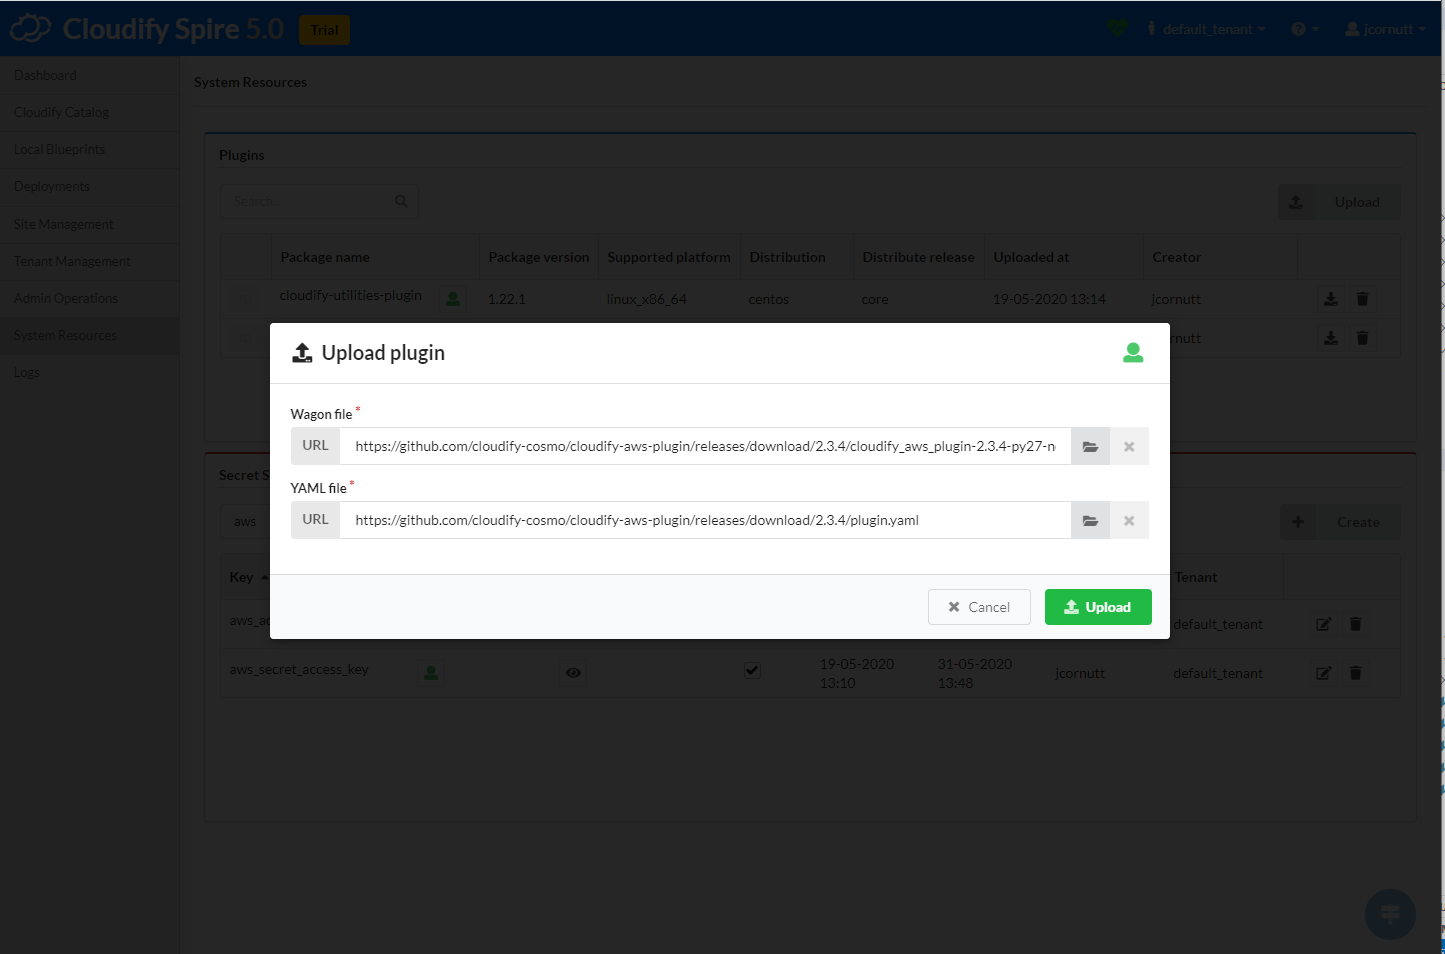 Cloudify Spire 5.0
Trial
default_tenant
jcornutt
Dashboard
Cloudify Catalog
Local Blueprints
Deployments
Site Management
Tenant Management
Admin Operations
System Resources
Logs
System Resources
Plugins
Search...
Upload
Package name Package version Supported platform Distribution Distribute release Uploaded at Creator
cloudify-utilities-plugin 1.22.1 linux_x86_64 centos core 19-05-2020 13:14 jcornutt
rnutt
Upload plugin
Wagon file *
URL https://github.com/cloudify-cosmo/cloudify-aws-plugin/releases/download/2.3.4/cloudify_aws_plugin-2.3.4-py27-n
YAML file *
URL https://github.com/cloudify-cosmo/cloudify-aws-plugin/releases/download/2.3.4/plugin.yaml
Cancel
Upload
Secret S
aws
Create
Key Tenant
aws_ac default_tenant
aws_secret_access_key 19-05-2020 13:10 31-05-2020 13:48 jcornutt default_tenant